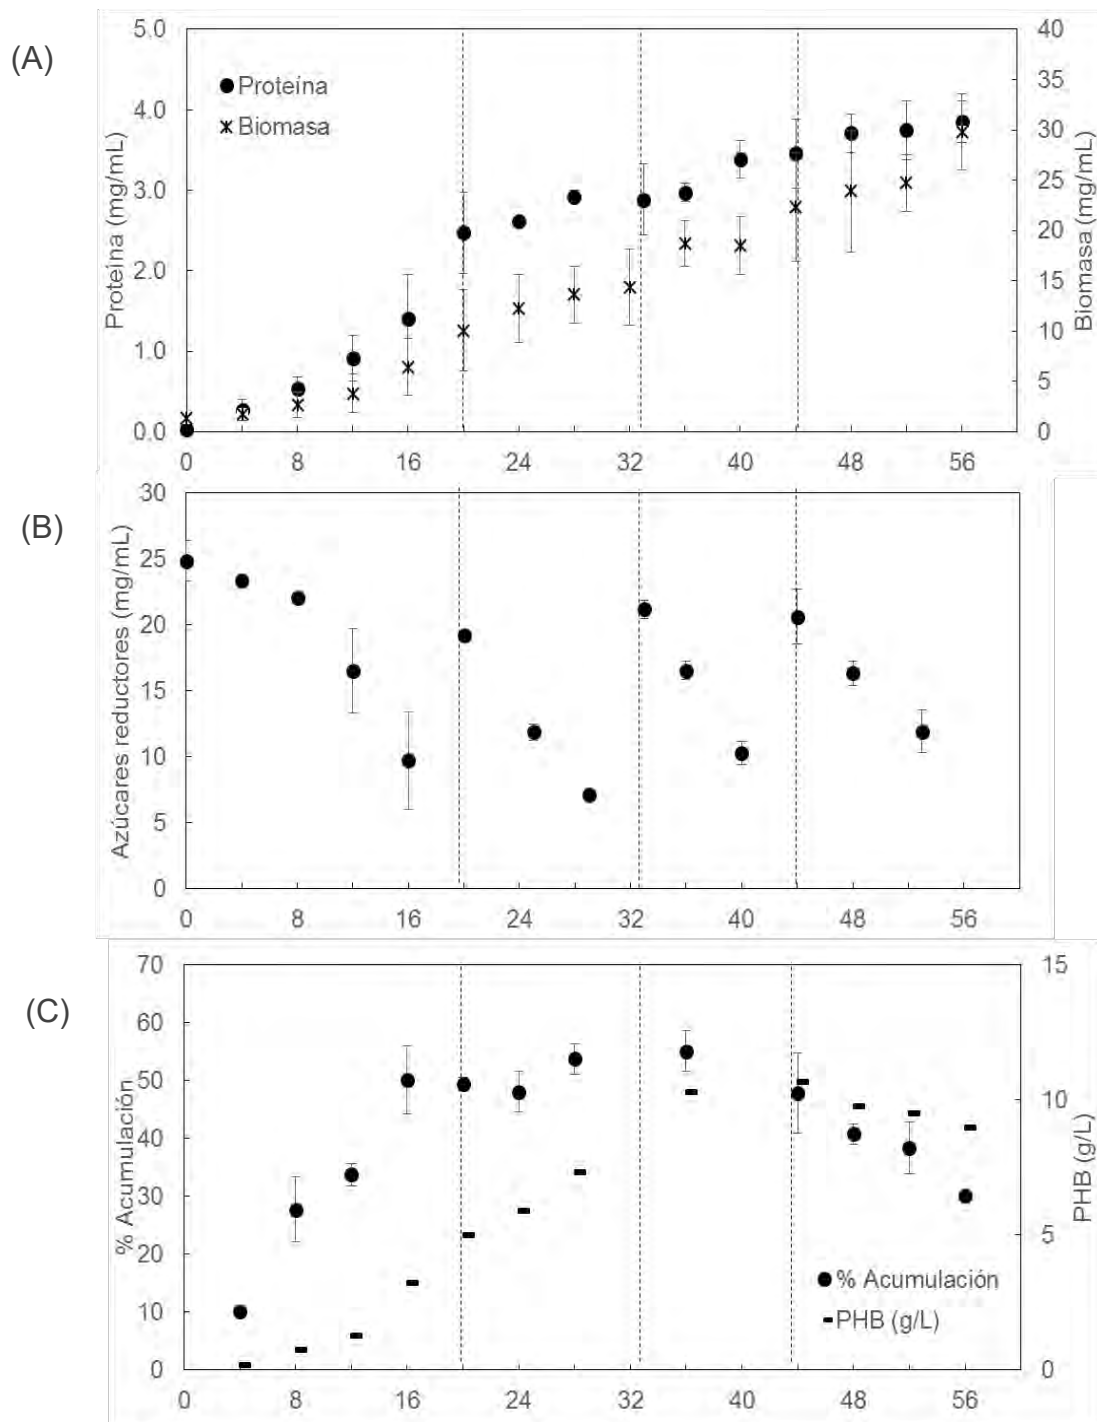 (A)
Proteína (mg/mL)
5.0
4.0
3.0
2.0
1.0
0.0
Proteína
Biomasa
40
35
30
25
20
15
10
5
0
Biomasa (mg/mL)
0 8 16 24 32 40 48 56
(B)
Azúcares reductores (mg/mL)
30
25
20
15
10
5
0
0 8 16 24 32 40 48 56
(C)
% Acumulación
70
60
50
40
30
20
10
0
% Acumulación
PHB (g/L)
15
10
5
0
PHB (g/L)
0 8 16 24 32 40 48 56